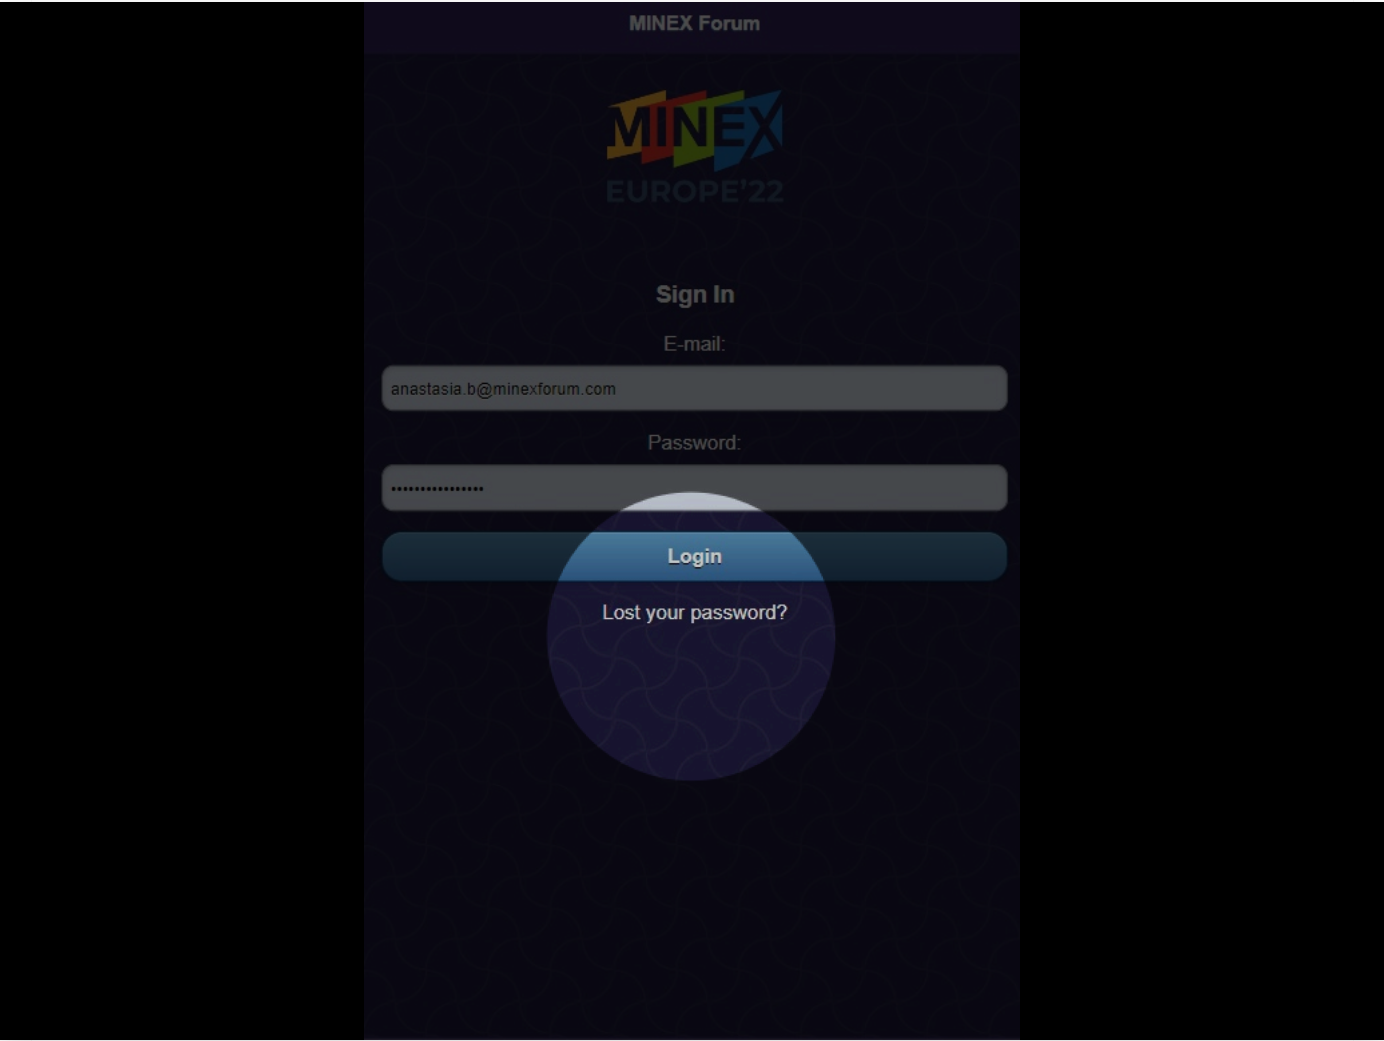 MINEX Forum
MINEX
EUROPE'22
Sign In
E-mail:
anastasia.b@minexforum.com
Password:
••••••••••••••••
Login
Lost your password?